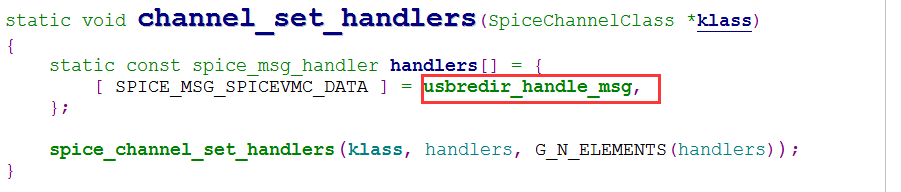 static void channel_set_handlers(SpiceChannelClass *klass)
{
    static const spice_msg_handler handlers[] = {
        [ SPICE_MSG_SPICEVMC_DATA ] = usbredir_handle_msg,
    };
    spice_channel_set_handlers(klass, handlers, G_N_ELEMENTS(handlers));
}